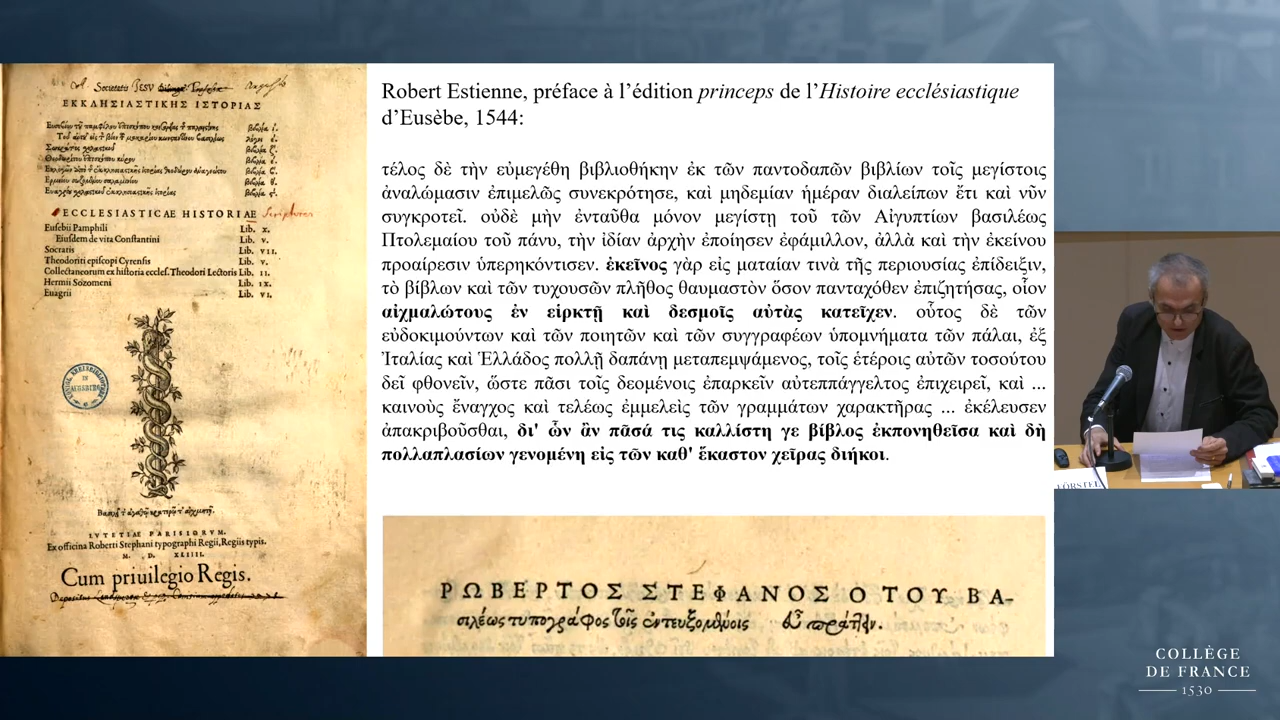 Societatis JESV
ΕΚΚΛΗΣΙΑΣΤΙΚΗΣ ΙΣΤΟΡΙΑΣ
ECCLESIASTICAE HISTORIAE Scriptores
Eusebii Pamphili Lib. x.
Eiusdem de vita Constantini Lib. v.
Socratis Lib. vii.
Theodoriti episcopi Cyrensis Lib. v.
Collectaneorum ex historia eccles. Theodori Lectoris Lib. ii.
Hermii Sozomeni Lib. ix.
Euagrii Lib. vi.
LVTETIAE PARISIORVM.
Ex officina Roberti Stephani typographi Regii, Regiis typis.
M. D. XLIIII.
Cum priuilegio Regis.
Robert Estienne, préface à l’édition princeps de l’Histoire ecclésiastique
d’Eusèbe, 1544:
τέλος δὲ τὴν εὐμεγέθη βιβλιοθήκην ἐκ τῶν παντοδαπῶν βιβλίων τοῖς μεγίστοις
ἀναλώμασιν ἐπιμελῶς συνεκρότησε, καὶ μηδεμίαν ἡμέραν διαλείπων ἔτι καὶ νῦν
συγκροτεῖ. οὐδὲ μὴν ἐνταῦθα μόνον μεγίστῃ τοῦ τῶν Αἰγυπτίων βασιλέως
Πτολεμαίου τοῦ πάνυ, τὴν ἰδίαν ἀρχὴν ἐποίησεν ἐφάμιλλον, ἀλλὰ καὶ τὴν ἐκείνου
προαίρεσιν ὑπερηκόντισεν. ἐκεῖνος γὰρ εἰς ματαίαν τινὰ τῆς περιουσίας ἐπίδειξιν,
τὸ βίβλων καὶ τῶν τυχουσῶν πλῆθος θαυμαστὸν ὅσον πανταχόθεν ἐπιζητήσας, οἷον
αἰχμαλώτους ἐν εἱρκτῇ καὶ δεσμοῖς αὐτὰς κατεῖχεν. οὗτος δὲ τῶν
εὐδοκιμούντων καὶ τῶν ποιητῶν καὶ τῶν συγγραφέων ὑπομνήματα τῶν πάλαι, ἐξ
Ἰταλίας καὶ Ἑλλάδος πολλῇ δαπάνῃ μεταπεμψάμενος, τοῖς ἑτέροις αὐτῶν τοσούτου
δεῖ φθονεῖν, ὥστε πᾶσι τοῖς δεομένοις ἐπαρκεῖν αὐτεπάγγελτος ἐπιχειρεῖ, καὶ ...
καινοὺς ἔναγχος καὶ τελέως ἐμμελεῖς τῶν γραμμάτων χαρακτῆρας ... ἐκέλευσεν
ἀπακριβοῦσθαι, δι' ὧν ἂν πᾶσά τις καλλίστη γε βίβλος ἐκπονηθεῖσα καὶ δὴ
πολλαπλασίων γενομένη εἰς τῶν καθ' ἕκαστον χεῖρας διήκοι.
ΡΩΒΕΡΤΟΣ ΣΤΕΦΑΝΟΣ Ο ΤΟΥ ΒΑ-
σιλέως τυπογράφος τοῖς ἐντευξομένοις εὖ πράττειν.
FÖRSTEL
COLLÈGE
DE FRANCE
1530